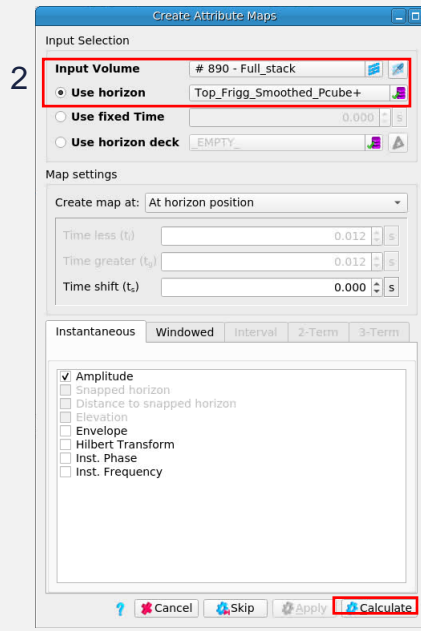 Create Attribute Maps
Input Selection
2
Input Volume # 890 - Full_stack
Use horizon Top_Frigg_Smoothed_Pcube+
Use fixed Time 0.000 s
Use horizon deck _EMPTY_
Map settings
Create map at: At horizon position
Time less (tl) 0.012 s
Time greater (tg) 0.012 s
Time shift (ts) 0.000 s
Instantaneous Windowed Interval 2-Term 3-Term
Amplitude
Snapped horizon
Distance to snapped horizon
Elevation
Envelope
Hilbert Transform
Inst. Phase
Inst. Frequency
? Cancel Skip Apply Calculate